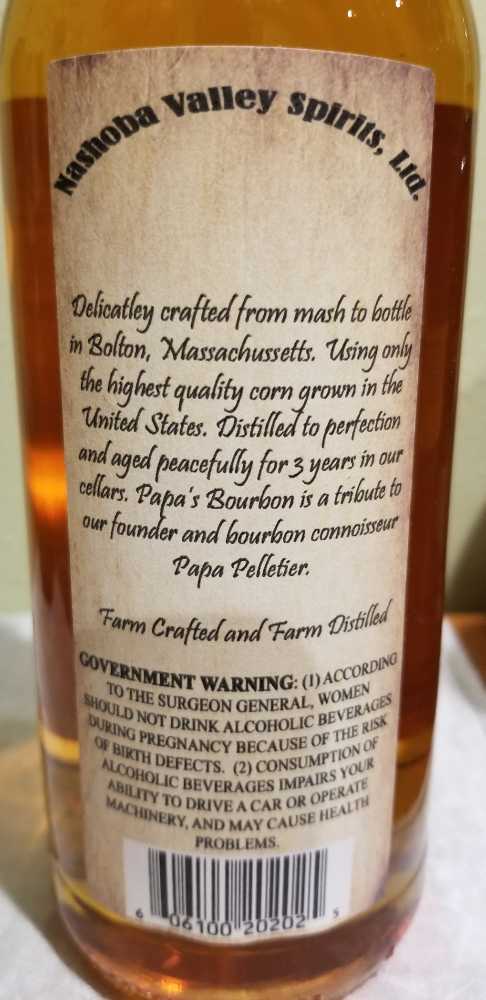 Nashoba Valley Spirits, Ltd.
Delicatley crafted from mash to bottle
in Bolton, Massachussetts. Using only
the highest quality corn grown in the
United States. Distilled to perfection
and aged peacefully for 3 years in our
cellars. Papa's Bourbon is a tribute to
our founder and bourbon connoisseur
Papa Pelletier.
Farm Crafted and Farm Distilled
GOVERNMENT WARNING: (1) ACCORDING
TO THE SURGEON GENERAL, WOMEN
SHOULD NOT DRINK ALCOHOLIC BEVERAGES
DURING PREGNANCY BECAUSE OF THE RISK
OF BIRTH DEFECTS. (2) CONSUMPTION OF
ALCOHOLIC BEVERAGES IMPAIRS YOUR
ABILITY TO DRIVE A CAR OR OPERATE
MACHINERY, AND MAY CAUSE HEALTH
PROBLEMS.
6 06100 20202 5